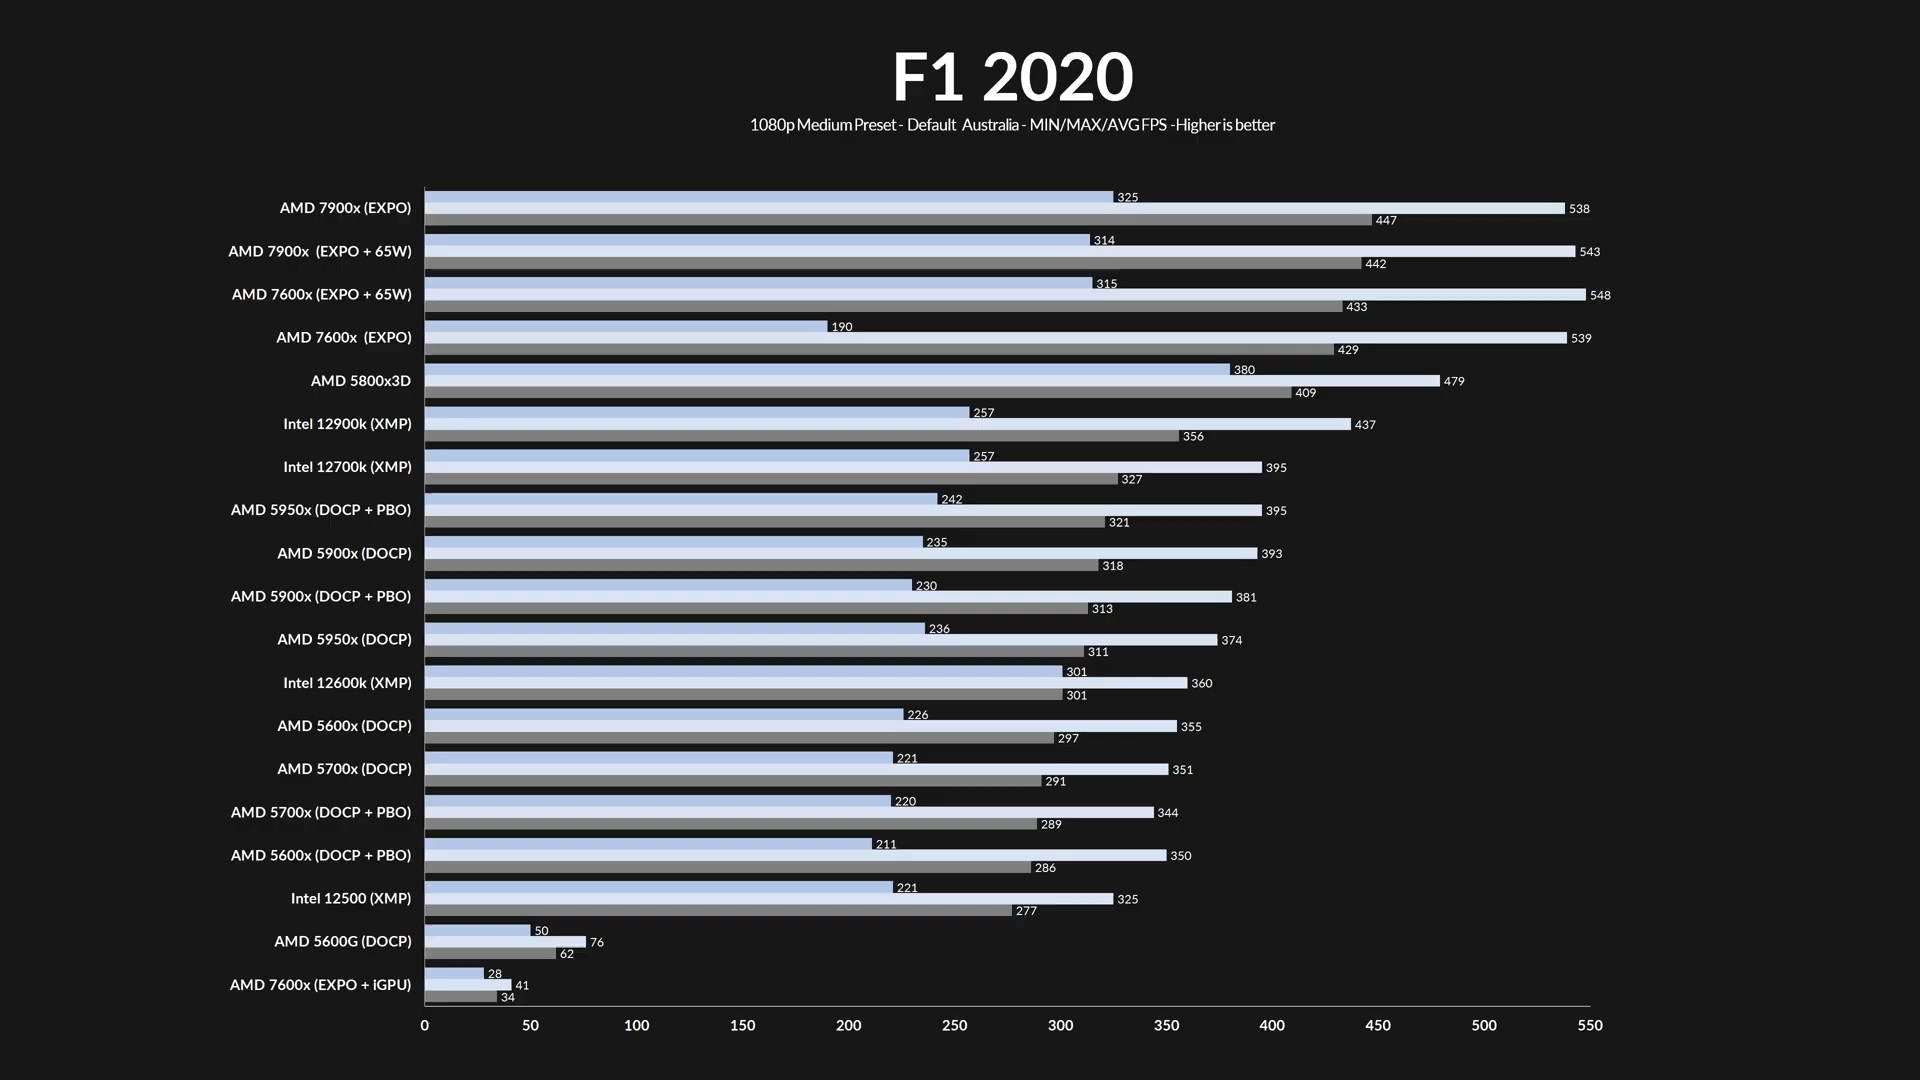 F1 2020
1080p Medium Preset - Default Australia - MIN/MAX/AVG FPS -Higher is better
AMD 7900x (EXPO)
325
538
447
AMD 7900x (EXPO + 65W)
314
543
442
AMD 7600x (EXPO + 65W)
315
548
433
AMD 7600x (EXPO)
190
539
429
AMD 5800x3D
380
479
409
Intel 12900k (XMP)
257
437
356
Intel 12700k (XMP)
257
395
327
AMD 5950x (DOCP + PBO)
242
395
321
AMD 5900x (DOCP)
235
393
318
AMD 5900x (DOCP + PBO)
230
381
313
AMD 5950x (DOCP)
236
374
311
Intel 12600k (XMP)
301
360
301
AMD 5600x (DOCP)
226
355
297
AMD 5700x (DOCP)
221
351
291
AMD 5700x (DOCP + PBO)
220
344
289
AMD 5600x (DOCP + PBO)
211
350
286
Intel 12500 (XMP)
221
325
277
AMD 5600G (DOCP)
50
76
62
AMD 7600x (EXPO + iGPU)
28
41
34
0 50 100 150 200 250 300 350 400 450 500 550